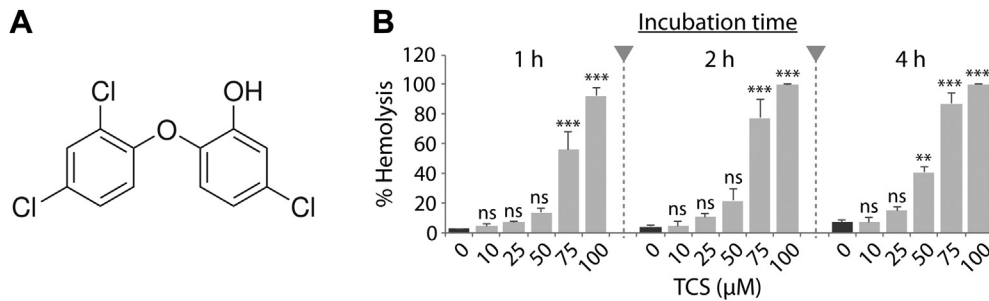 A
Cl
OH
O
Cl
Cl
B
Incubation time
1 h
2 h
4 h
% Hemolysis
120
100
80
60
40
20
0
ns
ns
ns
***
***
ns
ns
ns
***
***
ns
ns
**
***
***
0 10 25 50 75 100
0 10 25 50 75 100
0 10 25 50 75 100
TCS (µM)